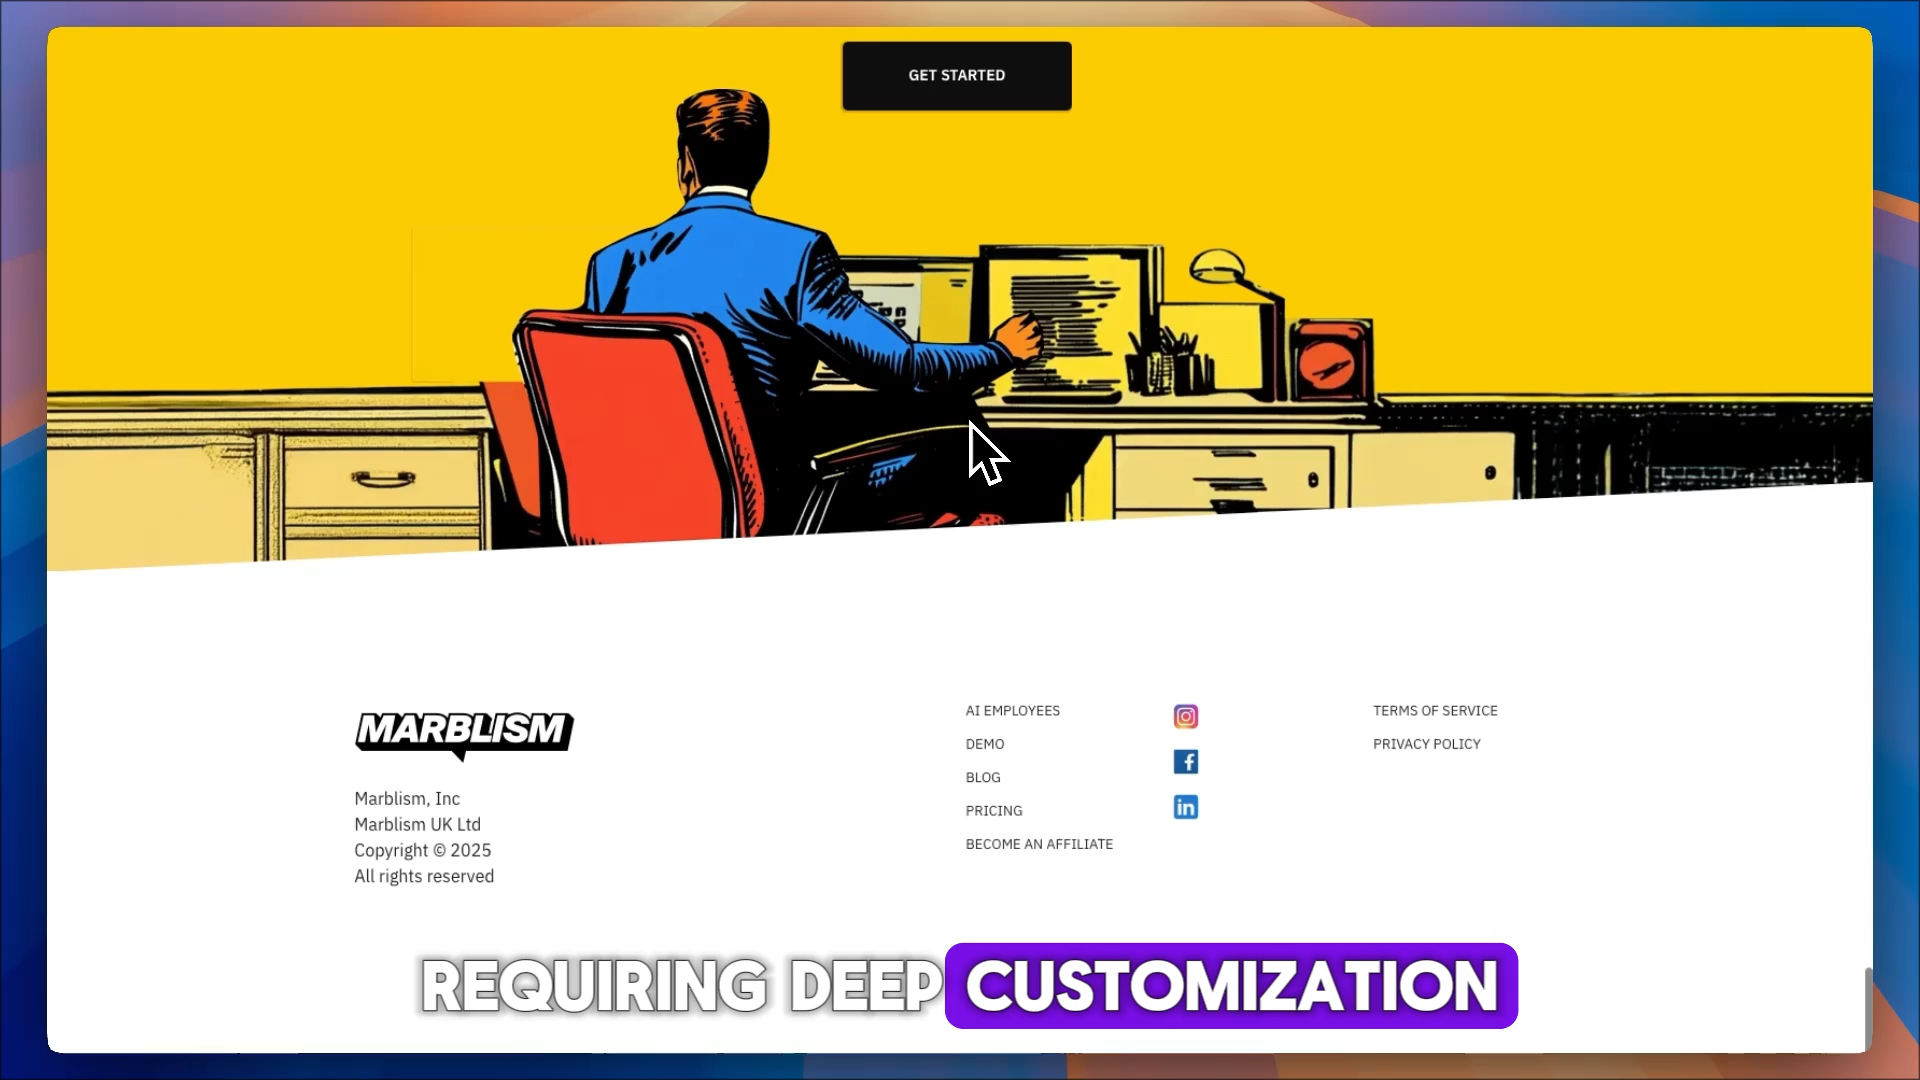 GET STARTED
MARBLISM
Marblism, Inc
Marblism UK Ltd
Copyright © 2025
All rights reserved
AI EMPLOYEES
DEMO
BLOG
PRICING
BECOME AN AFFILIATE
TERMS OF SERVICE
PRIVACY POLICY
REQUIRING DEEP CUSTOMIZATION